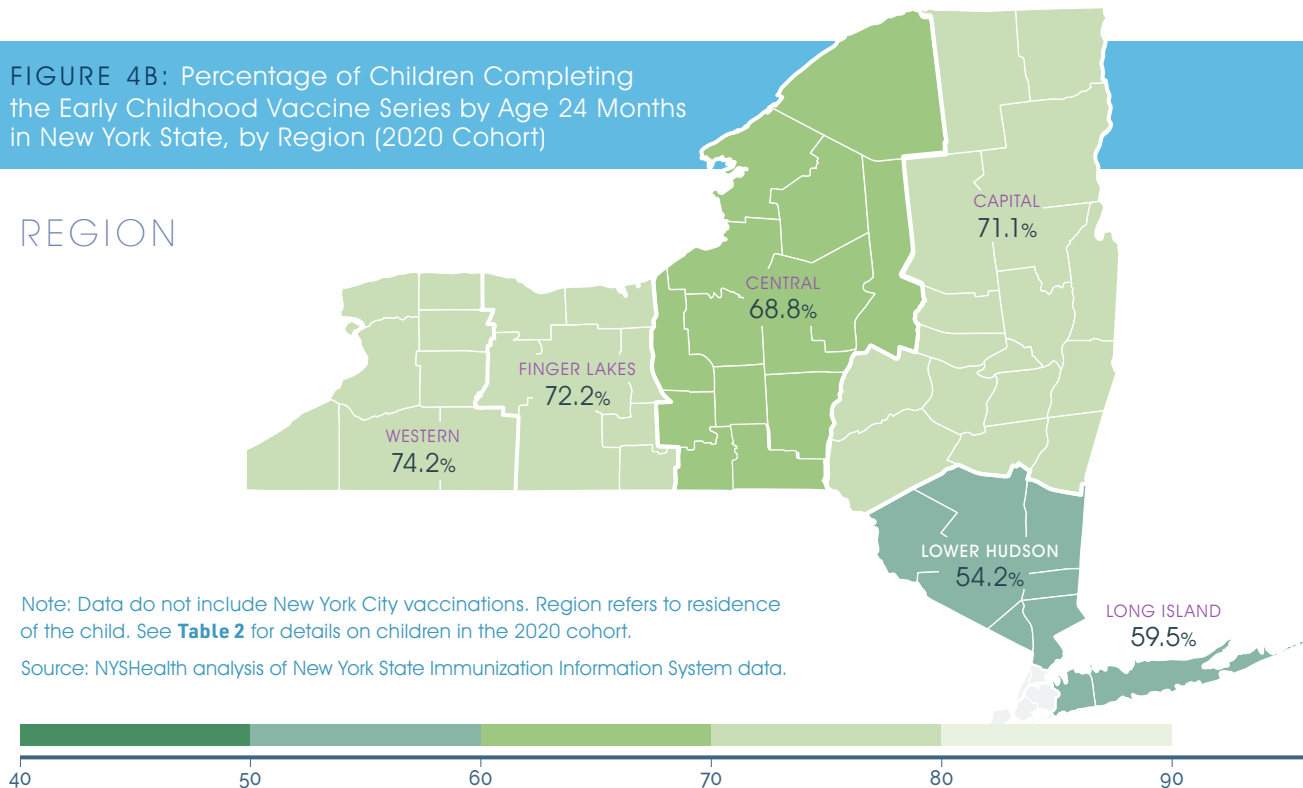 FIGURE 4B: Percentage of Children Completing
the Early Childhood Vaccine Series by Age 24 Months
in New York State, by Region (2020 Cohort)
REGION
CAPITAL
71.1%
CENTRAL
68.8%
FINGER LAKES
72.2%
WESTERN
74.2%
LOWER HUDSON
54.2%
LONG ISLAND
59.5%
Note: Data do not include New York City vaccinations. Region refers to residence
of the child. See Table 2 for details on children in the 2020 cohort.
Source: NYSHealth analysis of New York State Immunization Information System data.
40 50 60 70 80 90